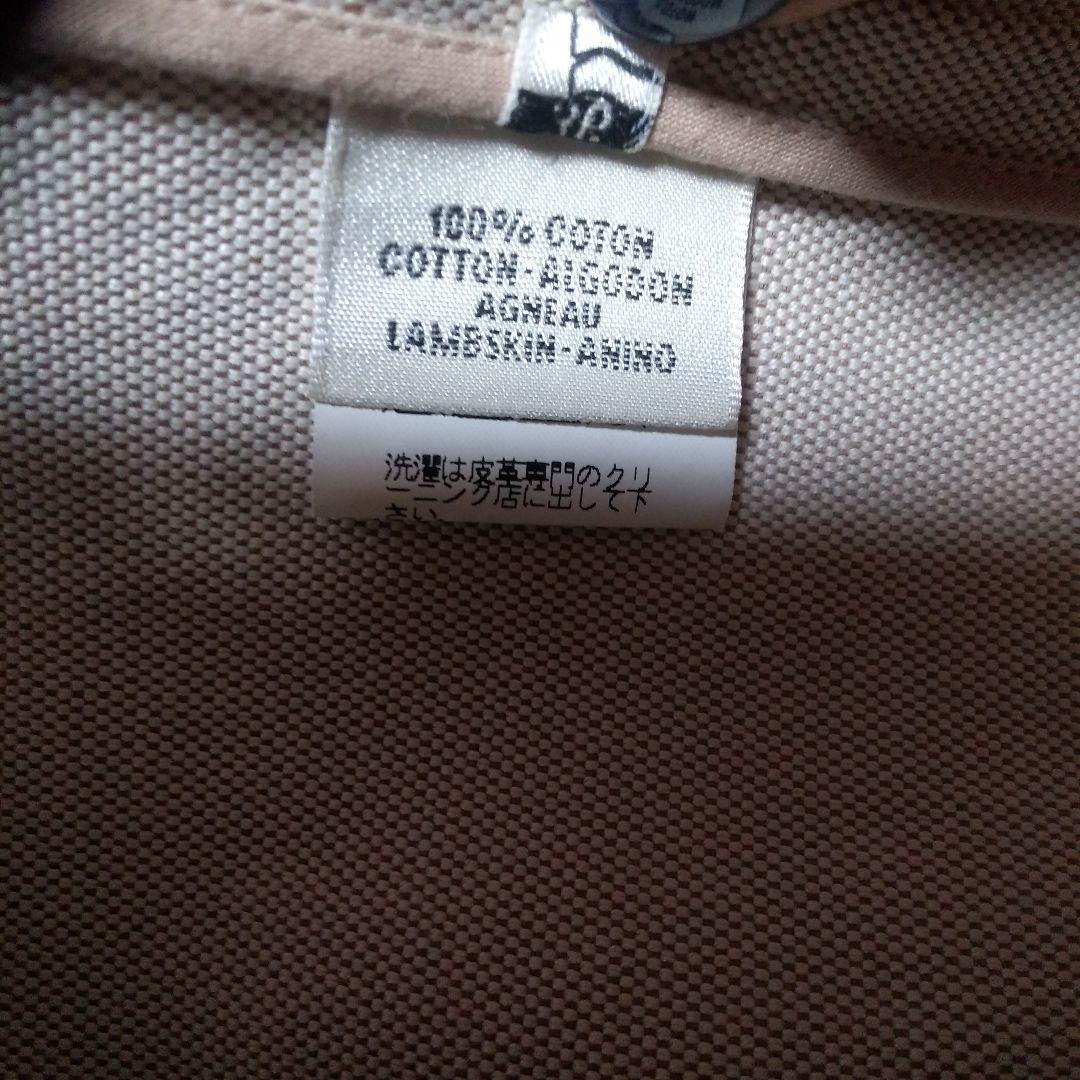 100% COTON
COTTON-ALGODON
AGNEAU
LAMBSKIN-ANINO
洗濯は皮革専門のクリ
ーニング店に出して下
さい。